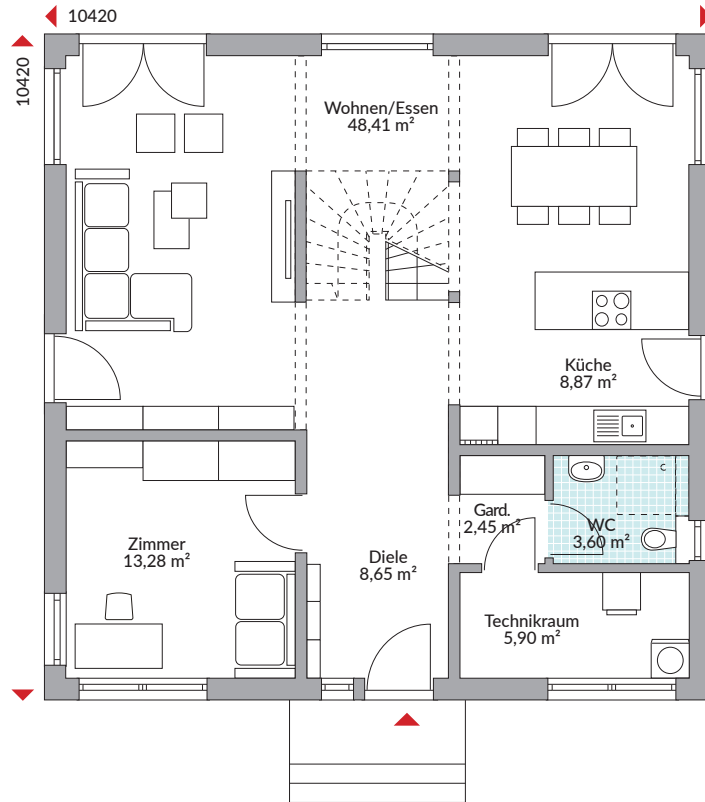 10420
10420
Wohnen/Essen
48,41 m²
Küche
8,87 m²
Gard.
2,45 m²
WC
3,60 m²
Zimmer
13,28 m²
Diele
8,65 m²
Technikraum
5,90 m²